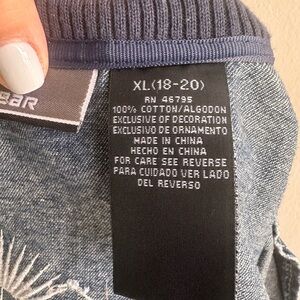 XL (18-20)
RN 46795
100% COTTON/ALGODON
EXCLUSIVE OF DECORATION
EXCLUSIVO DE ORNAMENTO
MADE IN CHINA
HECHO EN CHINA
FOR CARE SEE REVERSE
PARA CUIDADO VER LAD
DEL REVERSO